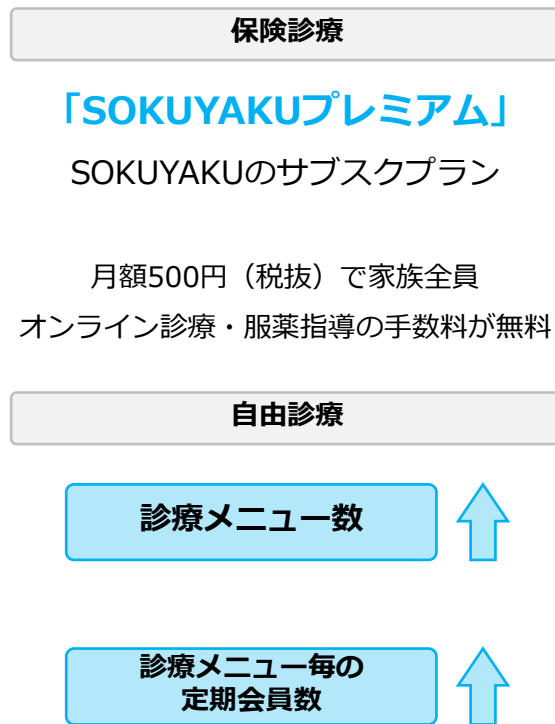 保険診療
「SOKUYAKUプレミアム」
SOKUYAKUのサブスクプラン
月額500円（税抜）で家族全員
オンライン診療・服薬指導の手数料が無料
自由診療
診療メニュー数
診療メニュー毎の
定期会員数